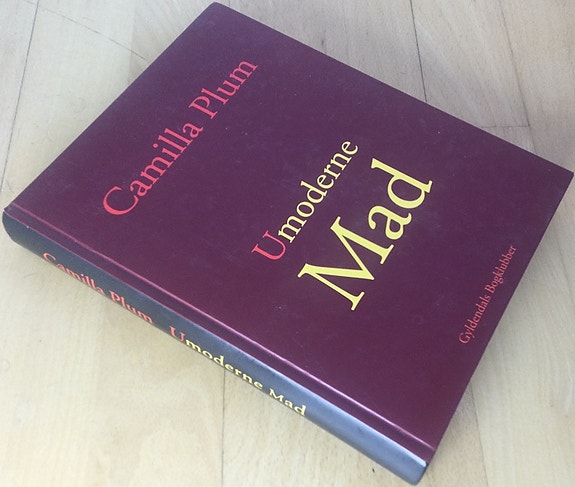 Camilla Plum
Umoderne
Mad
Gyldendals Bogklubber
Camilla Plum Umoderne Mad